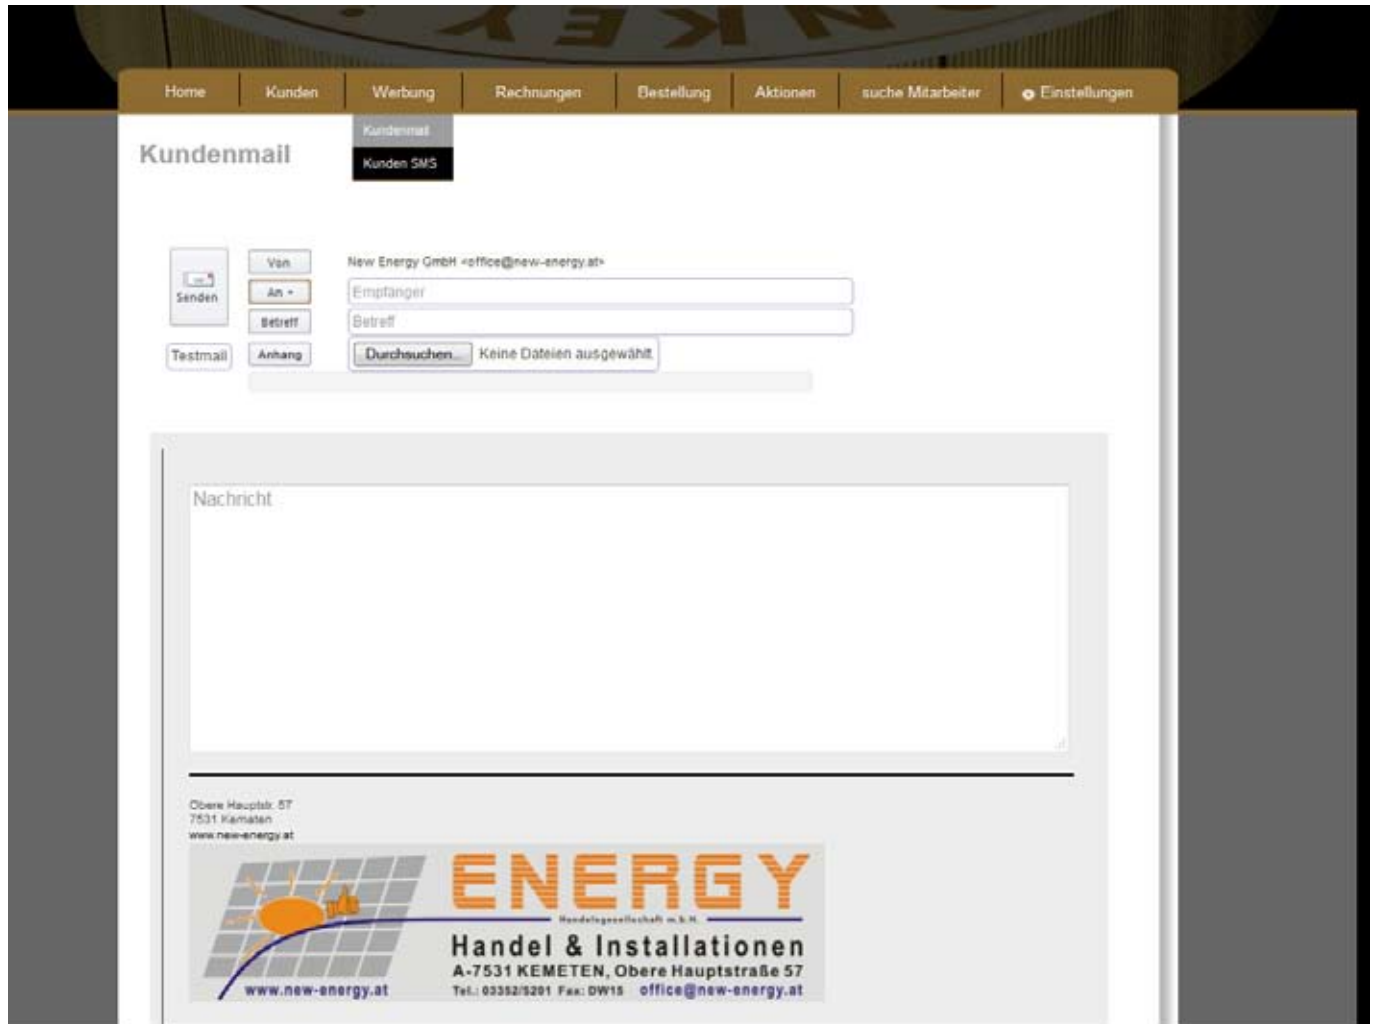 ONKEY
Home Kunden Werbung Rechnungen Bestellung Aktionen suche Mitarbeiter Einstellungen
Kundenmail
Kundenmail
Kunden SMS
Senden
Von New Energy GmbH <office@new-energy.at>
An Empfänger
Betreff Betreff
Testmail Anhang Durchsuchen... Keine Dateien ausgewählt.
Nachricht
Obere Hauptstr. 57
7531 Kematen
www.new-energy.at
ENERGY
Handelsgesellschaft m.b.H.
Handel & Installationen
A-7531 KEMETEN, Obere Hauptstraße 57
www.new-energy.at Tel.: 03352/5201 Fax: DW15 office@new-energy.at